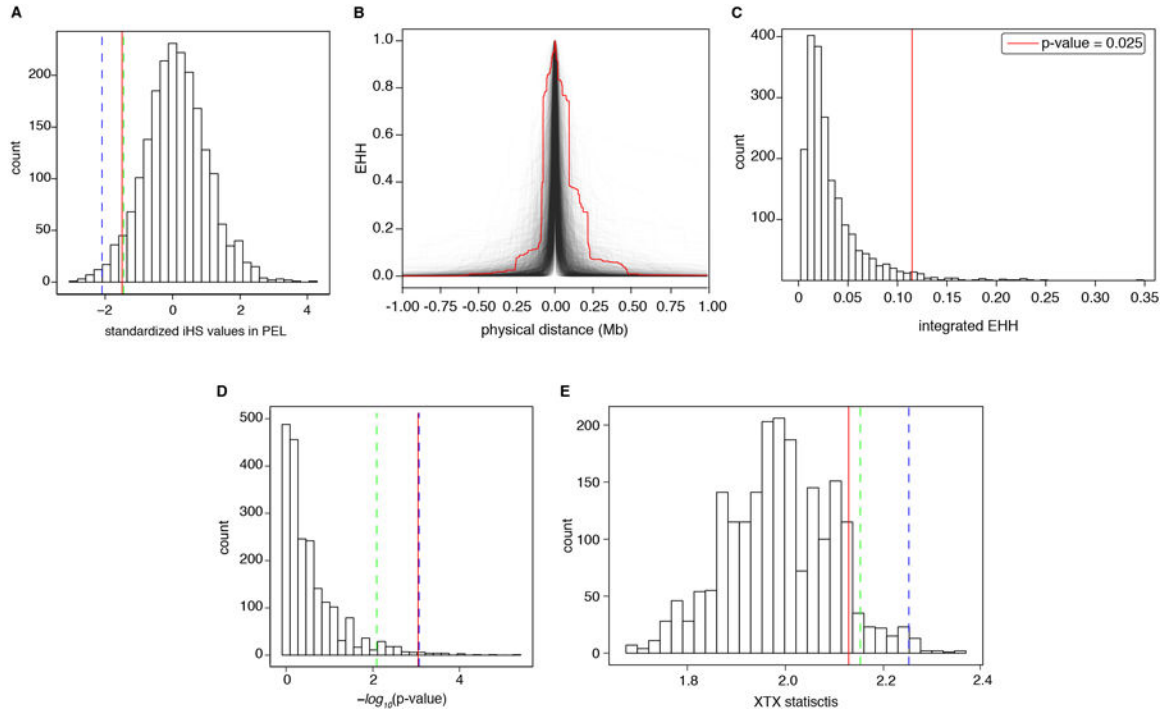 A
200
150
100
50
0
count
−2 0 2 4
standardized iHS values in PEL
B
1.0
0.8
0.6
0.4
0.2
0.0
EHH
-1.00 -0.75 -0.50 -0.25 0.00 0.25 0.50 0.75 1.00
physical distance (Mb)
C
400
300
200
100
count
p-value = 0.025
0 0.05 0.10 0.15 0.20 0.25 0.30 0.35
integrated EHH
D
500
400
300
200
100
0
count
0 2 4
−log10(p-value)
E
200
150
100
50
0
count
1.8 2.0 2.2 2.4
XTX statisctis